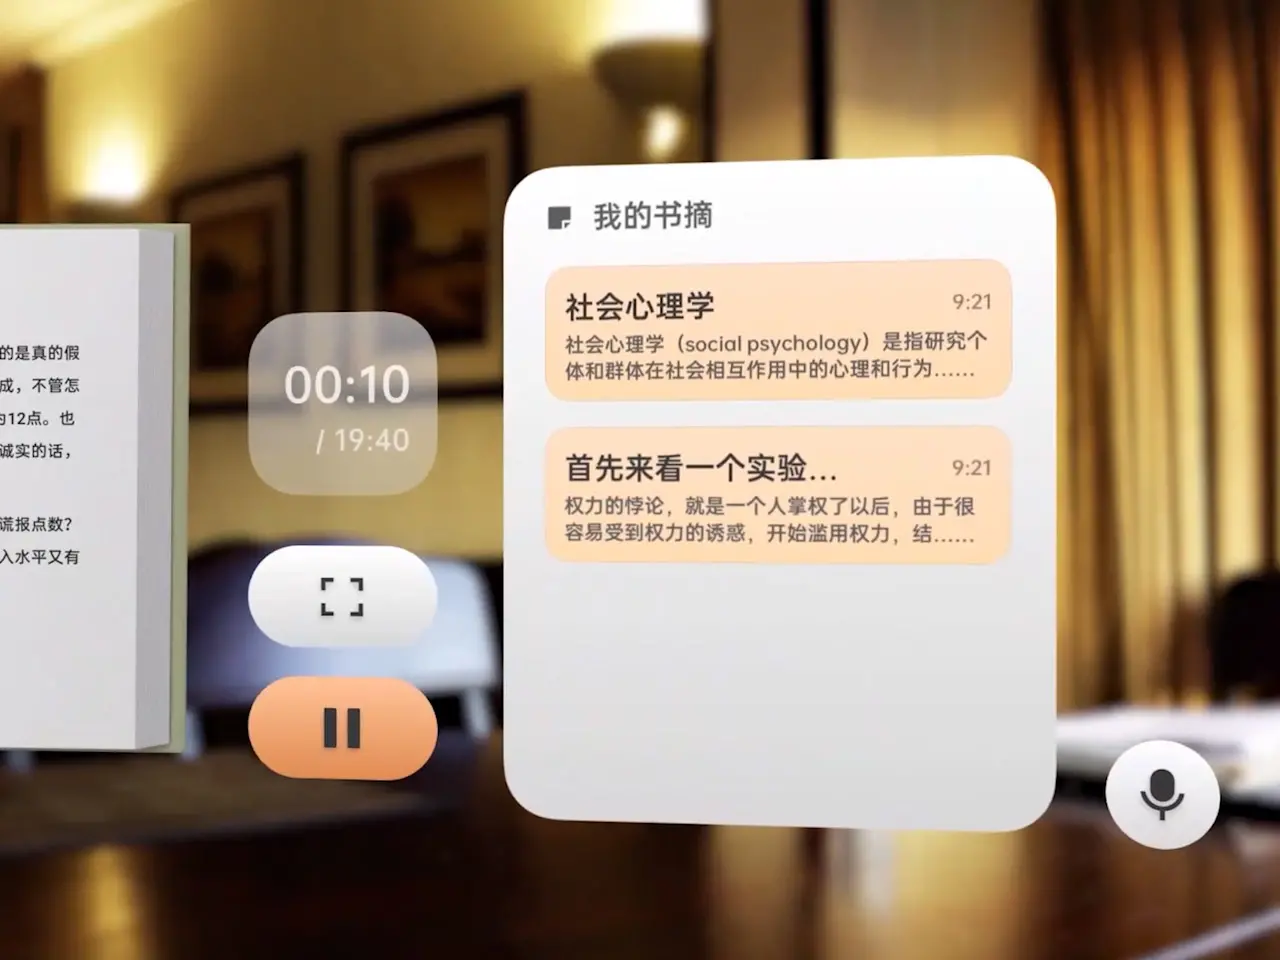 的是真的假
成，不管怎
为12点。也
诚实的话，
谎报点数？
入水平又有
00:10
/ 19:40
我的书摘
社会心理学
9:21
社会心理学（social psychology）是指研究个
体和群体在社会相互作用中的心理和行为……
首先来看一个实验...
9:21
权力的悖论，就是一个人掌权了以后，由于很
容易受到权力的诱惑，开始滥用权力，结……